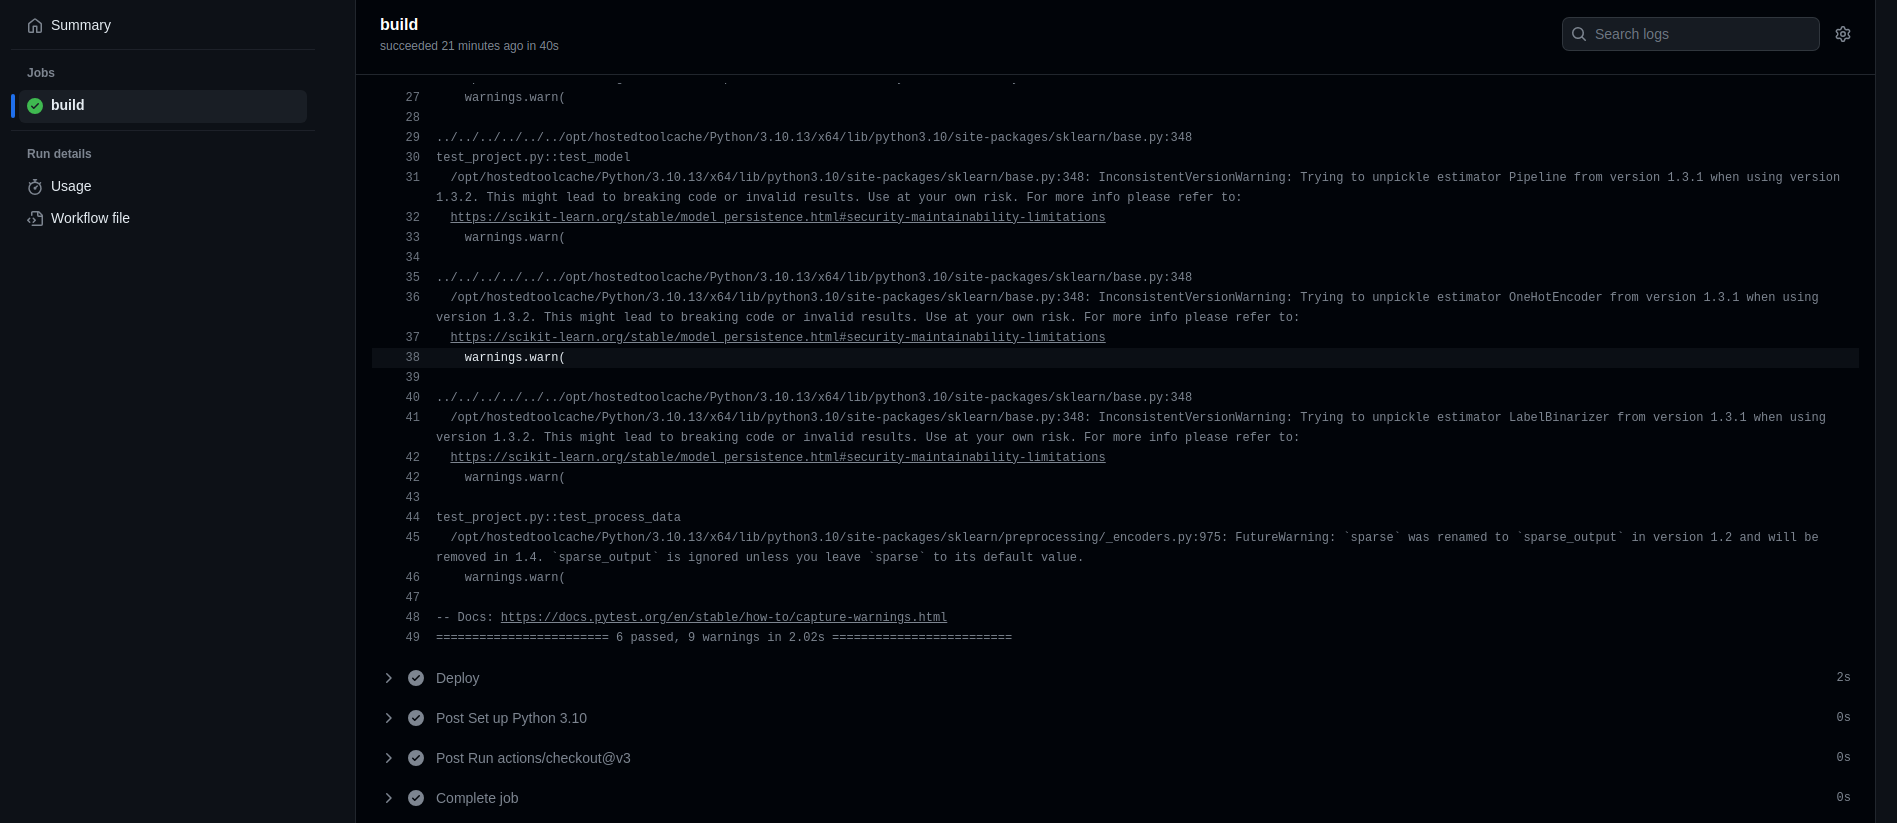 Summary
Jobs
build
Run details
Usage
Workflow file
build
succeeded 21 minutes ago in 40s
Search logs
27 warnings.warn(
28
29 ../../../../../../opt/hostedtoolcache/Python/3.10.13/x64/lib/python3.10/site-packages/sklearn/base.py:348
30 test_project.py::test_model
31 /opt/hostedtoolcache/Python/3.10.13/x64/lib/python3.10/site-packages/sklearn/base.py:348: InconsistentVersionWarning: Trying to unpickle estimator Pipeline from version 1.3.1 when using version
1.3.2. This might lead to breaking code or invalid results. Use at your own risk. For more info please refer to:
32 https://scikit-learn.org/stable/model_persistence.html#security-maintainability-limitations
33 warnings.warn(
34
35 ../../../../../../opt/hostedtoolcache/Python/3.10.13/x64/lib/python3.10/site-packages/sklearn/base.py:348
36 /opt/hostedtoolcache/Python/3.10.13/x64/lib/python3.10/site-packages/sklearn/base.py:348: InconsistentVersionWarning: Trying to unpickle estimator OneHotEncoder from version 1.3.1 when using
version 1.3.2. This might lead to breaking code or invalid results. Use at your own risk. For more info please refer to:
37 https://scikit-learn.org/stable/model_persistence.html#security-maintainability-limitations
38 warnings.warn(
39
40 ../../../../../../opt/hostedtoolcache/Python/3.10.13/x64/lib/python3.10/site-packages/sklearn/base.py:348
41 /opt/hostedtoolcache/Python/3.10.13/x64/lib/python3.10/site-packages/sklearn/base.py:348: InconsistentVersionWarning: Trying to unpickle estimator LabelBinarizer from version 1.3.1 when using
version 1.3.2. This might lead to breaking code or invalid results. Use at your own risk. For more info please refer to:
42 https://scikit-learn.org/stable/model_persistence.html#security-maintainability-limitations
42 warnings.warn(
43
44 test_project.py::test_process_data
45 /opt/hostedtoolcache/Python/3.10.13/x64/lib/python3.10/site-packages/sklearn/preprocessing/_encoders.py:975: FutureWarning: `sparse` was renamed to `sparse_output` in version 1.2 and will be
removed in 1.4. `sparse_output` is ignored unless you leave `sparse` to its default value.
46 warnings.warn(
47
48 -- Docs: https://docs.pytest.org/en/stable/how-to/capture-warnings.html
49 ======================== 6 passed, 9 warnings in 2.02s =========================
Deploy 2s
Post Set up Python 3.10 0s
Post Run actions/checkout@v3 0s
Complete job 0s